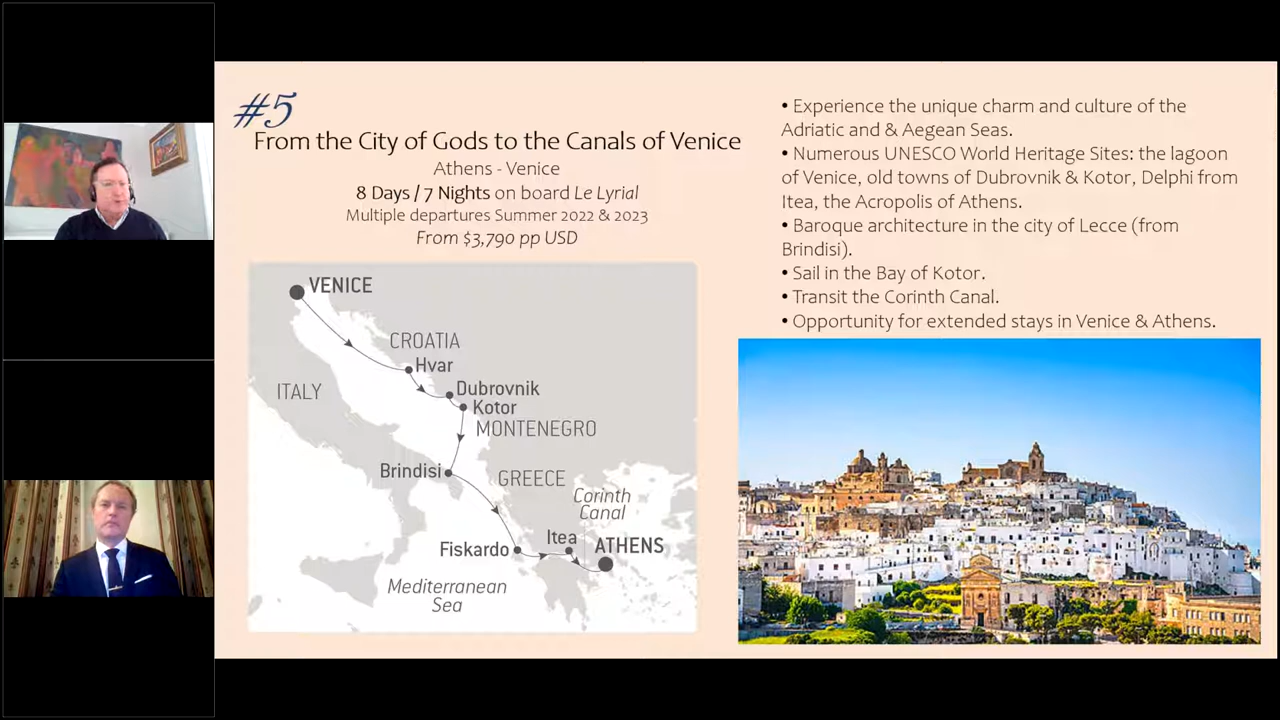 #5
From the City of Gods to the Canals of Venice
Athens - Venice
8 Days / 7 Nights on board Le Lyrial
Multiple departures Summer 2022 & 2023
From $3,790 pp USD
VENICE
CROATIA
Hvar
ITALY
Dubrovnik
Kotor
MONTENEGRO
Brindisi
GREECE
Corinth
Canal
Itea
Fiskardo
ATHENS
Mediterranean
Sea
• Experience the unique charm and culture of the
Adriatic and & Aegean Seas.
• Numerous UNESCO World Heritage Sites: the lagoon
of Venice, old towns of Dubrovnik & Kotor, Delphi from
Itea, the Acropolis of Athens.
• Baroque architecture in the city of Lecce (from
Brindisi).
• Sail in the Bay of Kotor.
• Transit the Corinth Canal.
• Opportunity for extended stays in Venice & Athens.